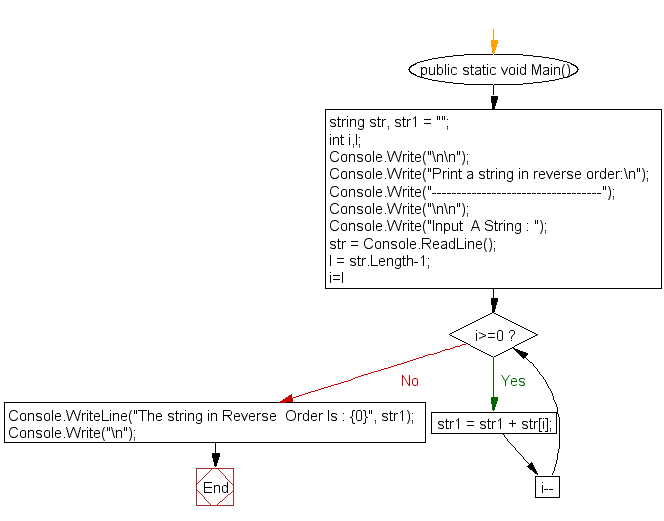 public static void Main()
string str, str1 = "";
int i,l;
Console.Write("\n\n");
Console.Write("Print a string in reverse order:\n");
Console.Write("----------------------------------");
Console.Write("\n\n");
Console.Write("Input  A String : ");
str = Console.ReadLine();
l = str.Length-1;
i=l
i>=0 ?
No
Yes
Console.WriteLine("The string in Reverse  Order Is : {0}", str1);
Console.Write("\n");
str1 = str1 + str[i];
End
i--